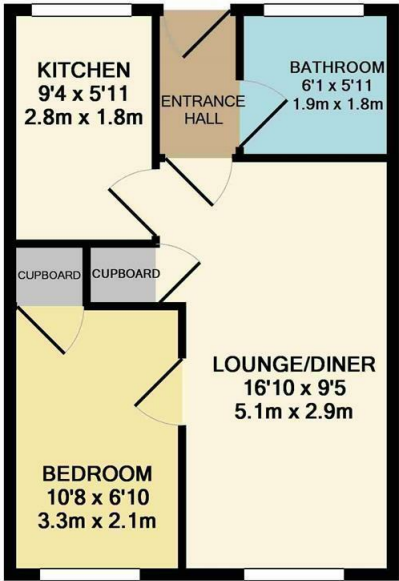 KITCHEN
9'4 x 5'11
2.8m x 1.8m
ENTRANCE
HALL
BATHROOM
6'1 x 5'11
1.9m x 1.8m
CUPBOARD
CUPBOARD
LOUNGE/DINER
16'10 x 9'5
5.1m x 2.9m
BEDROOM
10'8 x 6'10
3.3m x 2.1m